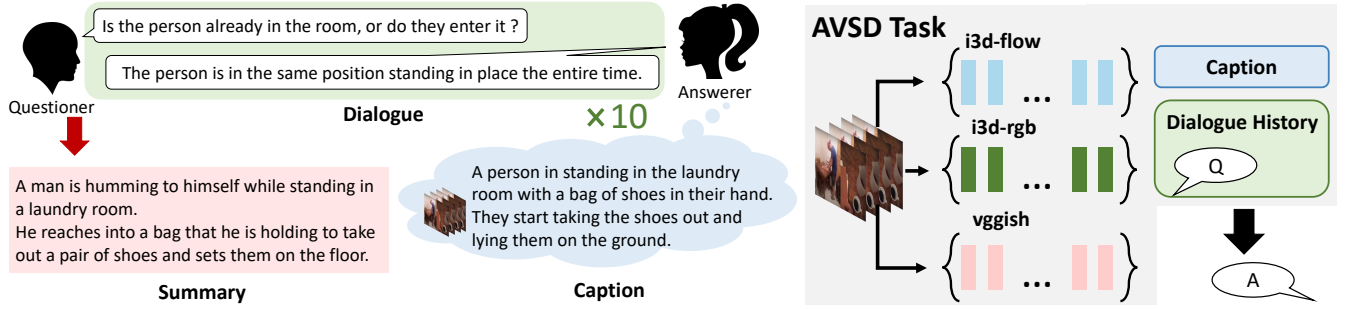 Is the person already in the room, or do they enter it ?
The person is in the same position standing in place the entire time.
Questioner
Dialogue
×10
Answerer
A man is humming to himself while standing in
a laundry room.
He reaches into a bag that he is holding to take
out a pair of shoes and sets them on the floor.
Summary
A person in standing in the laundry
room with a bag of shoes in their hand.
They start taking the shoes out and
lying them on the ground.
Caption
AVSD Task
i3d-flow
{ ... }
i3d-rgb
{ ... }
vggish
{ ... }
Caption
Dialogue History
Q
A